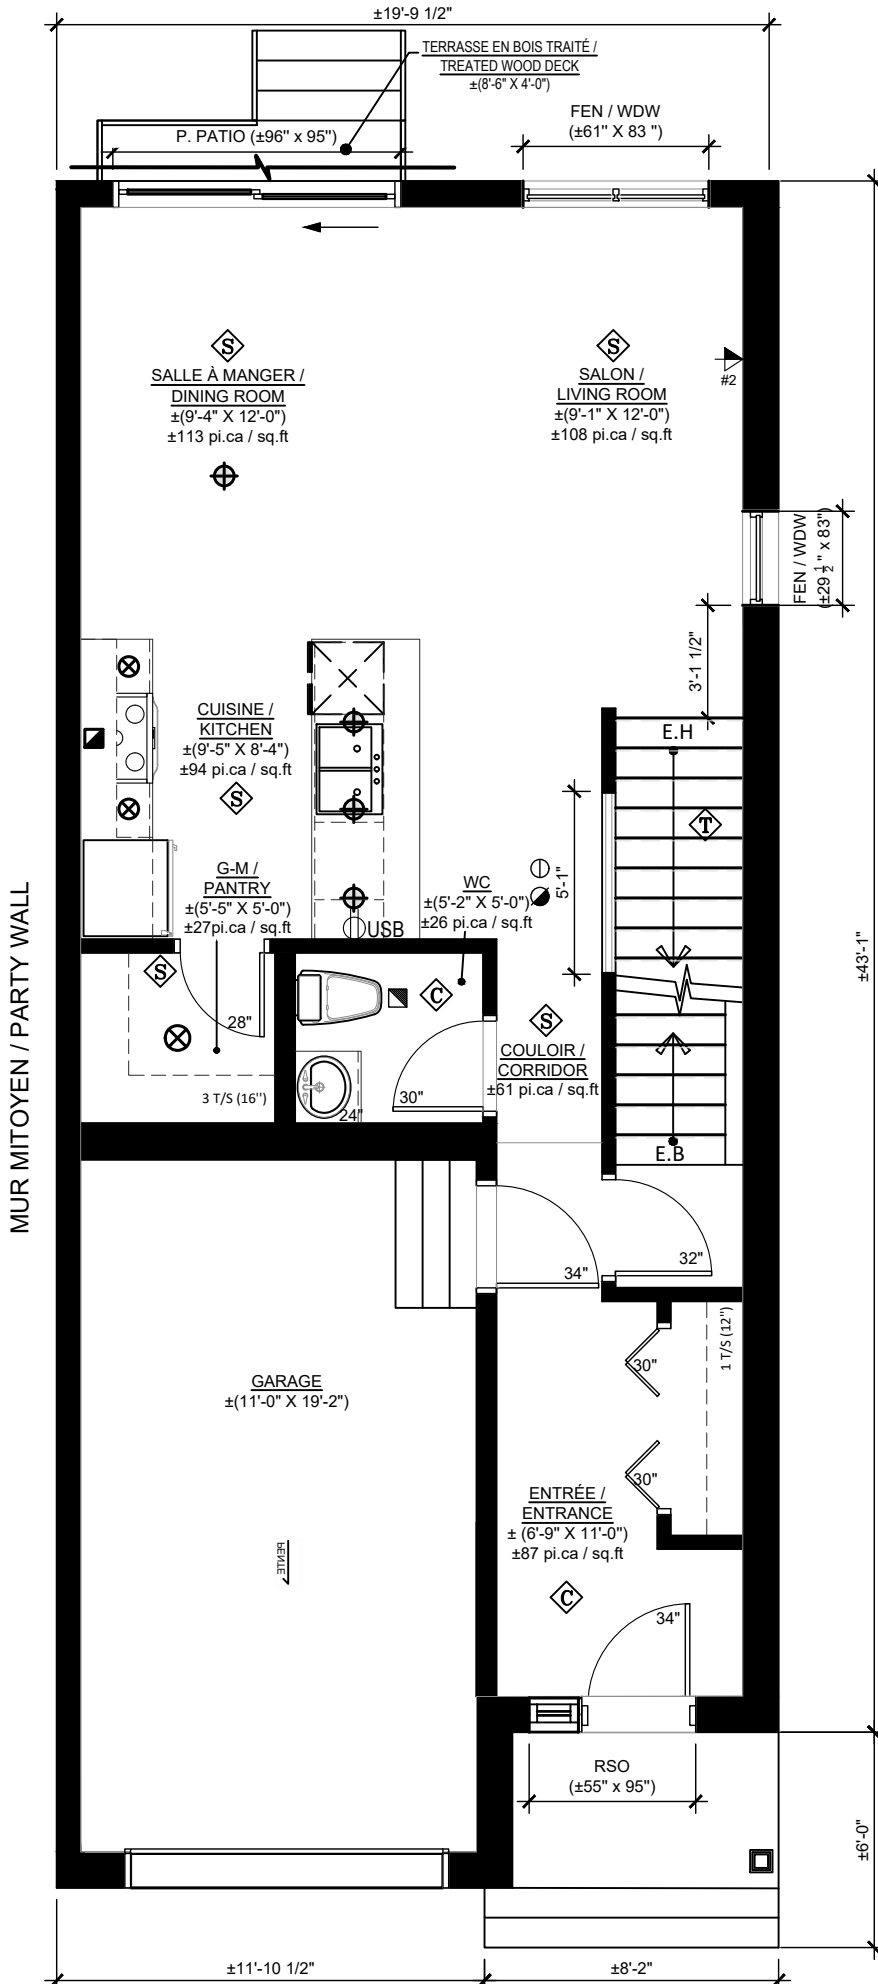 ±19'-9 1/2"
TERRASSE EN BOIS TRAITÉ /
TREATED WOOD DECK
±(8'-6" X 4'-0")
P. PATIO (±96" x 95")
FEN / WDW
(±61" X 83 ")
S
SALLE À MANGER /
DINING ROOM
±(9'-4" X 12'-0")
±113 pi.ca / sq.ft
S
SALON /
LIVING ROOM
±(9'-1" X 12'-0")
±108 pi.ca / sq.ft
#2
FEN / WDW
(±29 1/2" x 83")
3'-1 1/2"
CUISINE /
KITCHEN
±(9'-5" X 8'-4")
±94 pi.ca / sq.ft
S
E.H
T
5'-1"
G-M /
PANTRY
±(5'-5" X 5'-0")
±27pi.ca / sq.ft
USB
WC
±(5'-2" X 5'-0")
±26 pi.ca / sq.ft
MUR MITOYEN / PARTY WALL
±43'-1"
S
28"
3 T/S (16")
C
24"
30"
S
COULOIR /
CORRIDOR
±61 pi.ca / sq.ft
E.B
34"
32"
GARAGE
±(11'-0" X 19'-2")
PENTE
30"
30"
1 T/S (12")
ENTRÉE /
ENTRANCE
± (6'-9" X 11'-0")
±87 pi.ca / sq.ft
C
34"
RSO
(±55" x 95")
±6'-0"
±11'-10 1/2"
±8'-2"